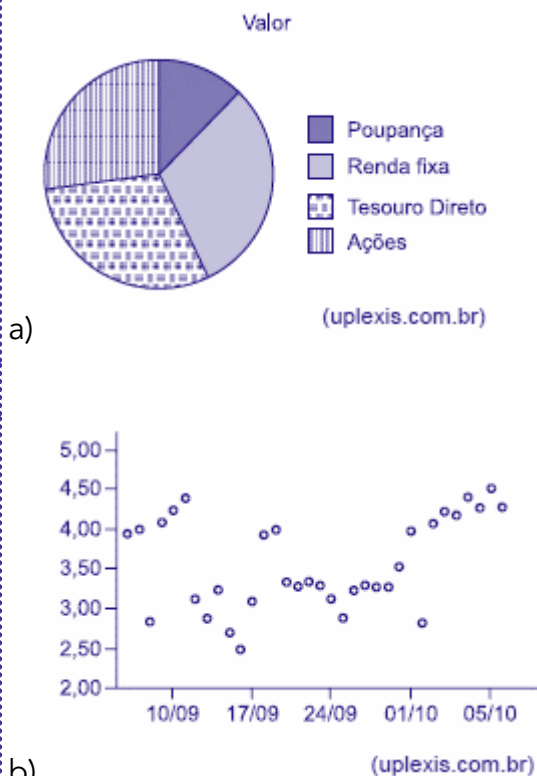 Valor
Poupança
Renda fixa
Tesouro Direto
Ações
(uplexis.com.br)
a)
5,00
4,50
4,00
3,50
3,00
2,50
2,00
10/09 17/09 24/09 01/10 05/10
(uplexis.com.br)
b)